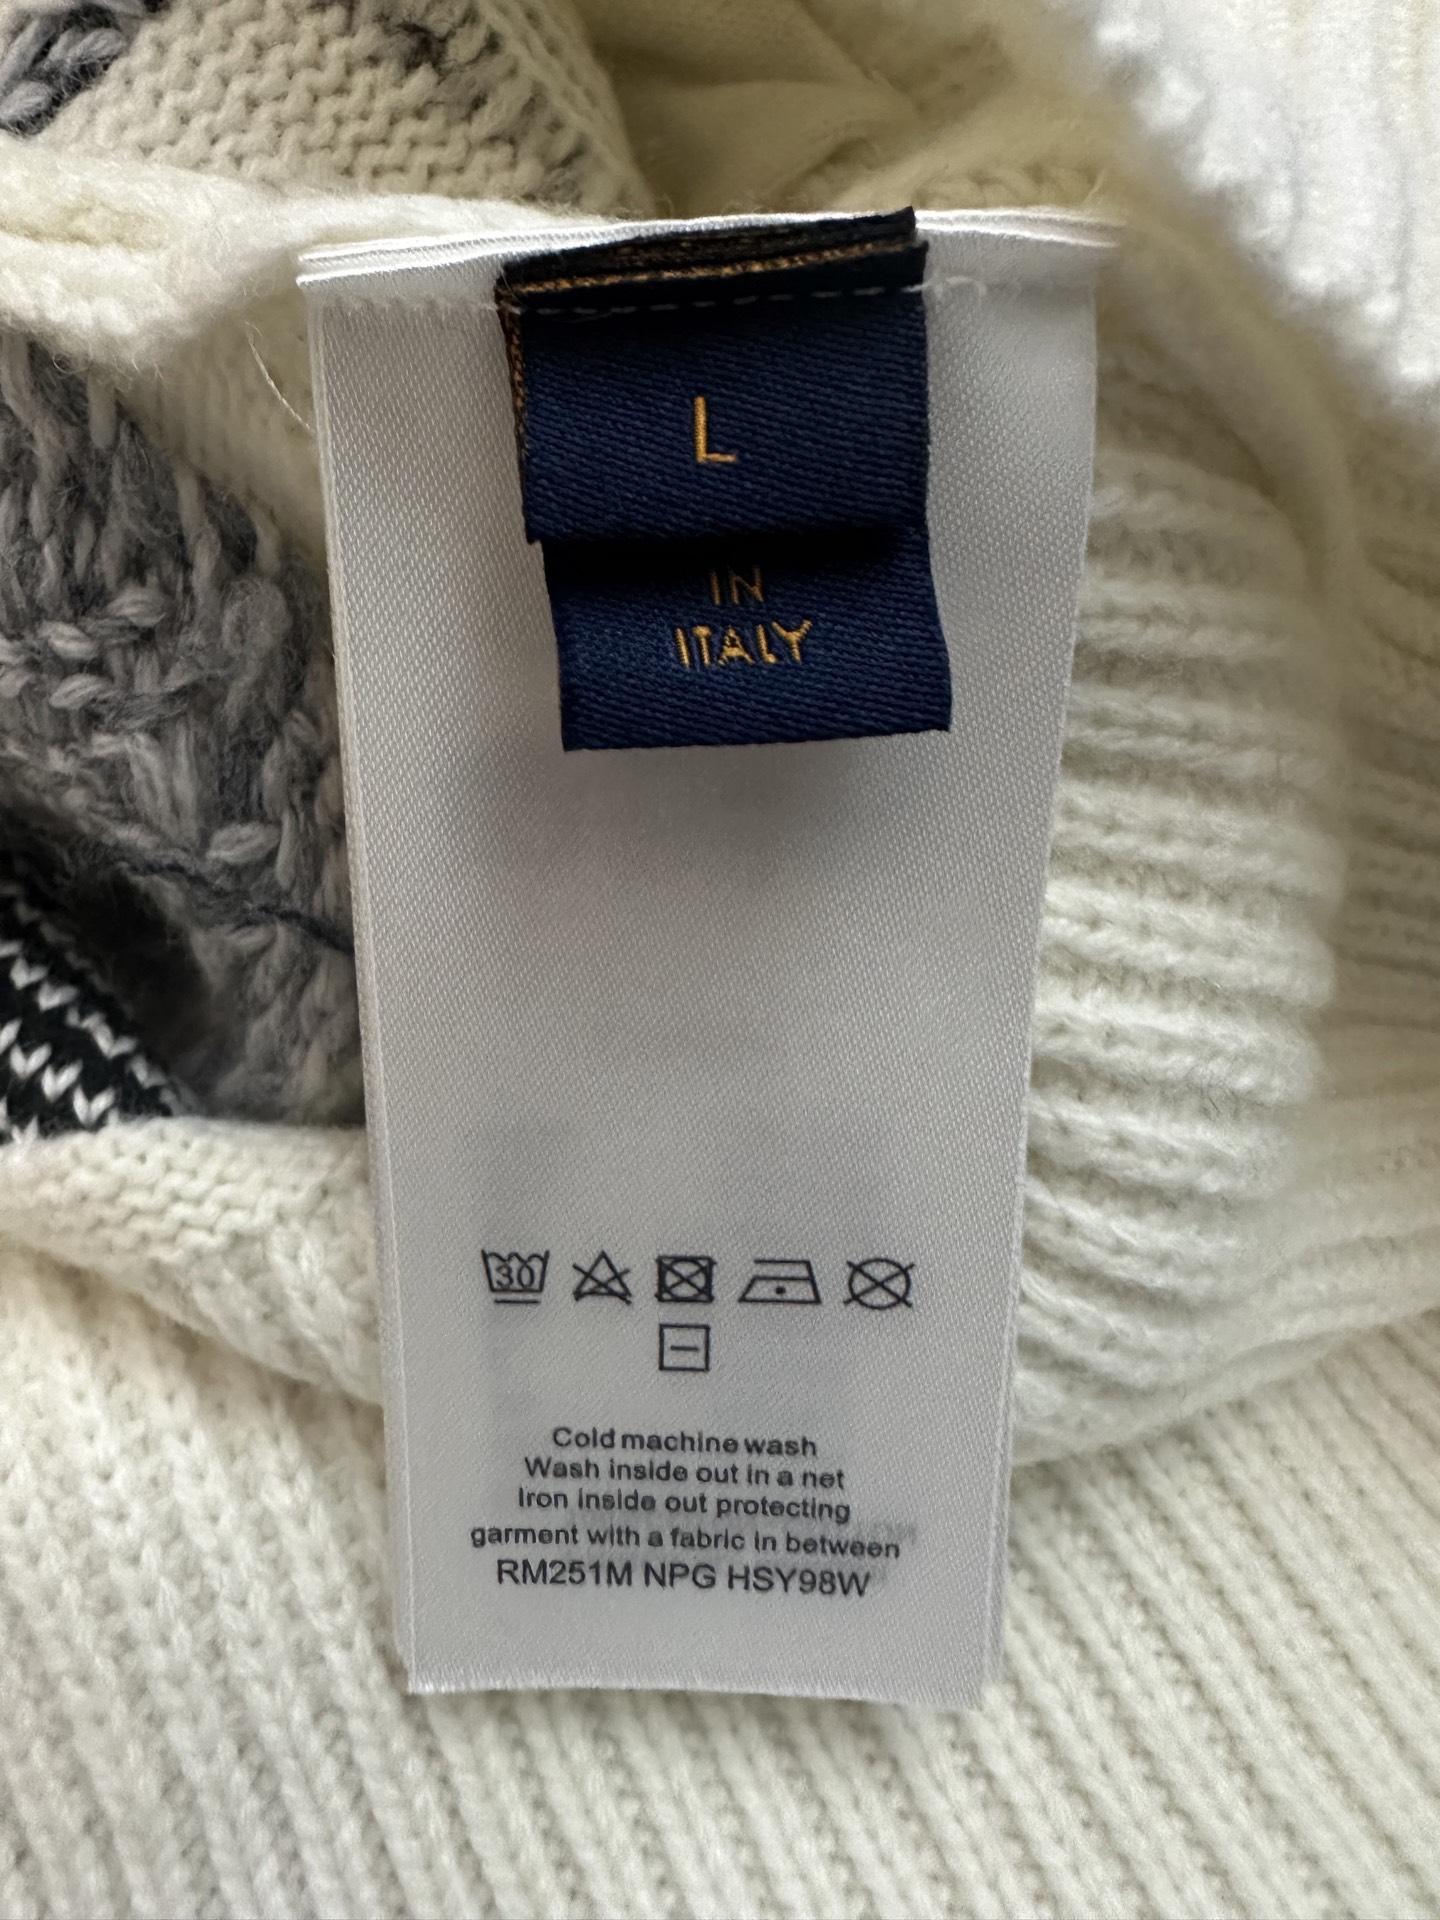 L
IN
ITALY
30
Cold machine wash
Wash inside out in a net
Iron inside out protecting
garment with a fabric in between
RM251M NPG HSY98W